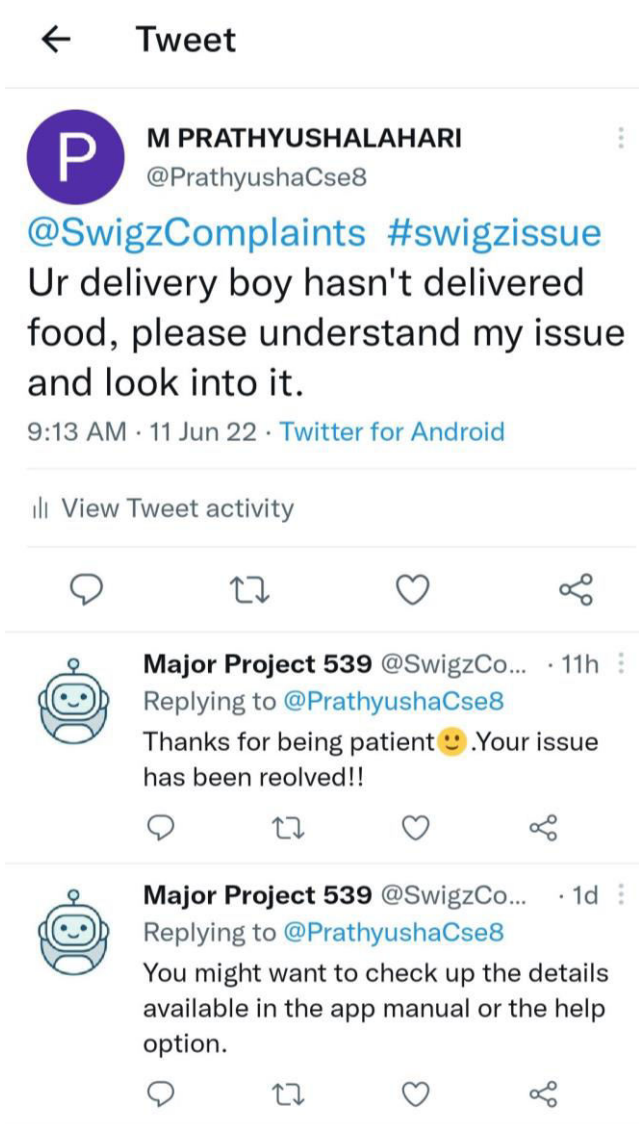 Tweet
P
M PRATHYUSHALAHARI
@PrathyushaCse8
@SwigzComplaints #swigzissue
Ur delivery boy hasn't delivered
food, please understand my issue
and look into it.
9:13 AM · 11 Jun 22 · Twitter for Android
View Tweet activity
Major Project 539 @SwigzCo... · 11h
Replying to @PrathyushaCse8
Thanks for being patient🙂.Your issue
has been reolved!!
Major Project 539 @SwigzCo... · 1d
Replying to @PrathyushaCse8
You might want to check up the details
available in the app manual or the help
option.